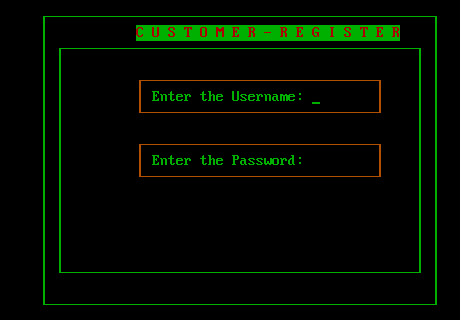 C U S T O M E R - R E G I S T E R
Enter the Username: _
Enter the Password: